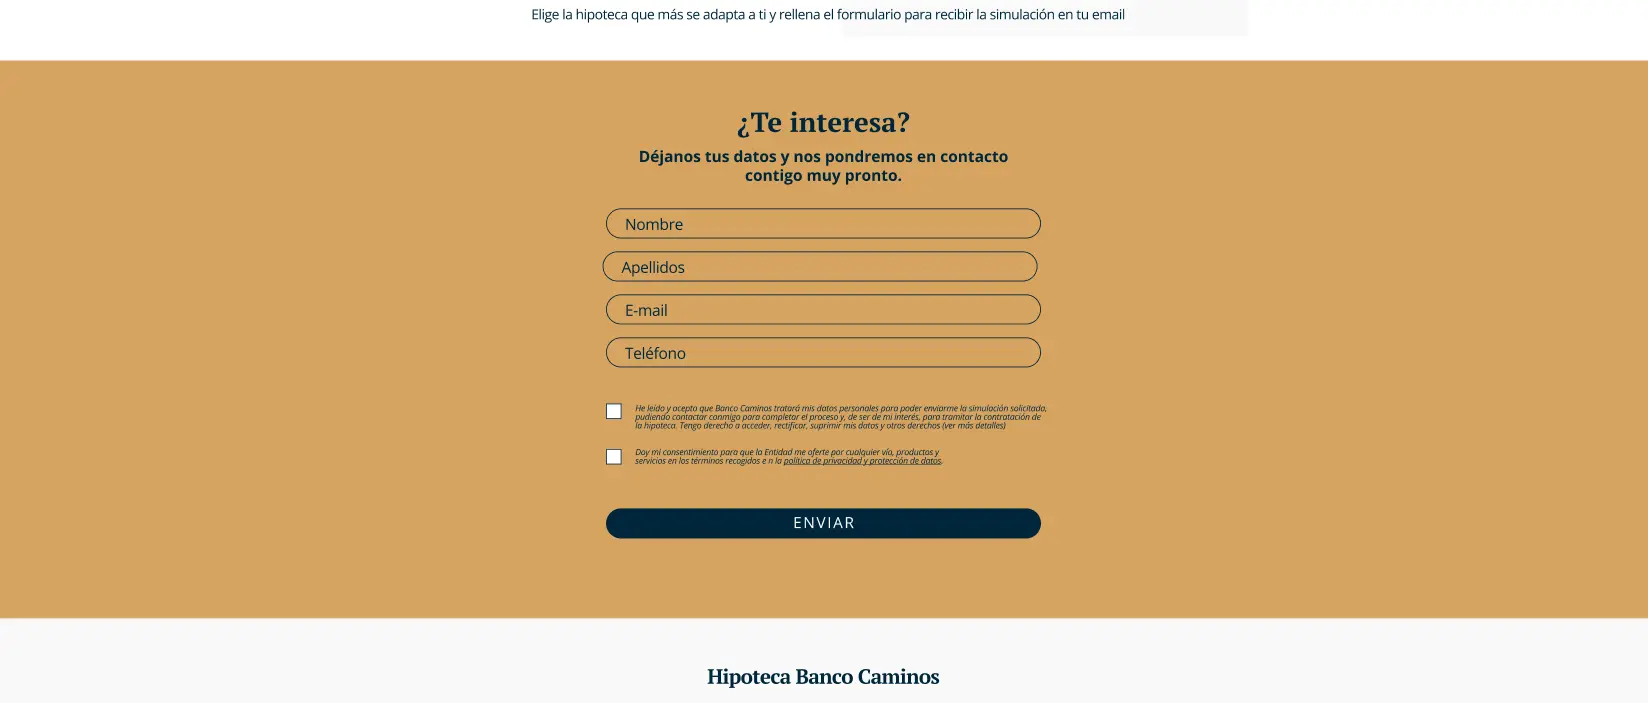 Elige la hipoteca que más se adapta a ti y rellena el formulario para recibir la simulación en tu email
¿Te interesa?
Déjanos tus datos y nos pondremos en contacto
contigo muy pronto.
Nombre
Apellidos
E-mail
Teléfono
He leído y acepto que Banco Caminos tratará mis datos personales para poder enviarme la simulación solicitada,
pudiendo contactar conmigo para completar el proceso y, de ser de mi interés, para tramitar la contratación de
la hipoteca. Tengo derecho a acceder, rectificar, suprimir mis datos y otros derechos (ver más detalles)
Doy mi consentimiento para que la Entidad me oferte por cualquier vía, productos y
servicios en los términos recogidos e n la política de privacidad y protección de datos.
ENVIAR
Hipoteca Banco Caminos